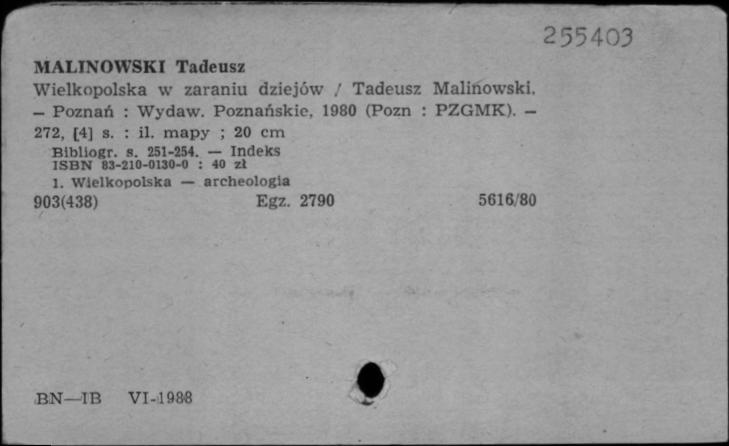 255403
MALINOWSKI Tadeusz
Wielkopolska w zaraniu dziejów / Tadeusz Malinowski.
— Poznań : Wydaw. Poznańskie, 1980 (Pozn : PZGMK). —
272, [4] s. : il. mapy ; 20 cm
Bibliogr. s. 251-254. — Indeks
ISBN 83-210-0130-0 : 40 zł
1. Wielkopolska — archeologia
903(438) Egz. 2790 5616/80
BN—IB VI-1988